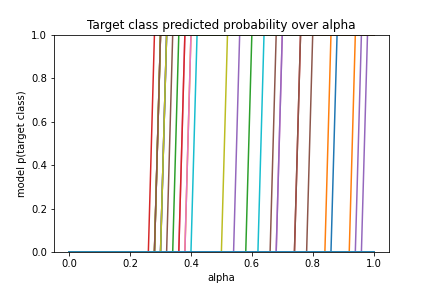 Target class predicted probability over alpha
1.0
0.8
0.6
0.4
0.2
0.0
model p(target class)
0.0 0.2 0.4 0.6 0.8 1.0
alpha